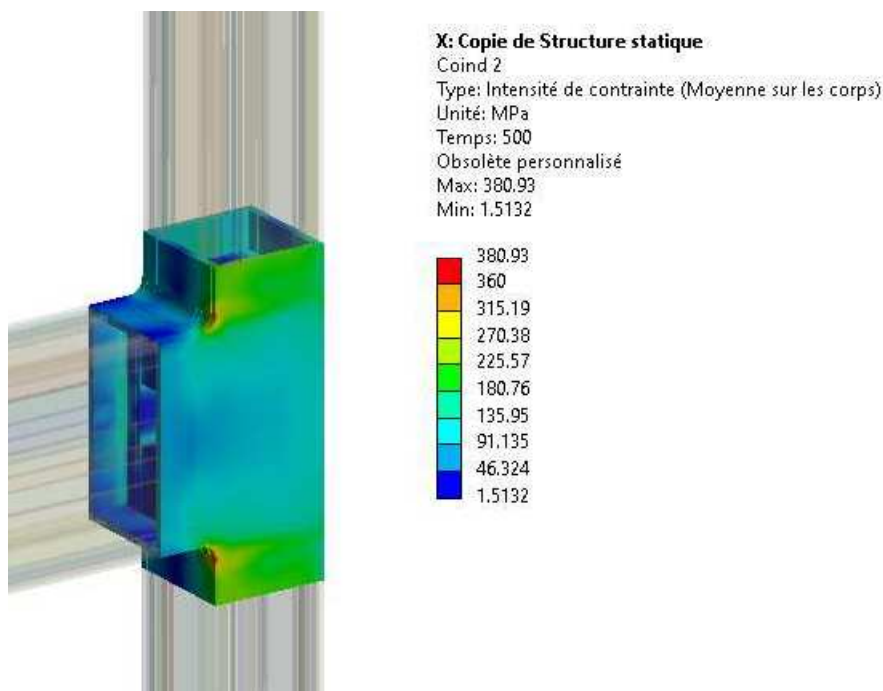 X: Copie de Structure statique
Coind 2
Type: Intensité de contrainte (Moyenne sur les corps)
Unité: MPa
Temps: 500
Obsolète personnalisé
Max: 380.93
Min: 1.5132
380.93
360
315.19
270.38
225.57
180.76
135.95
91.135
46.324
1.5132